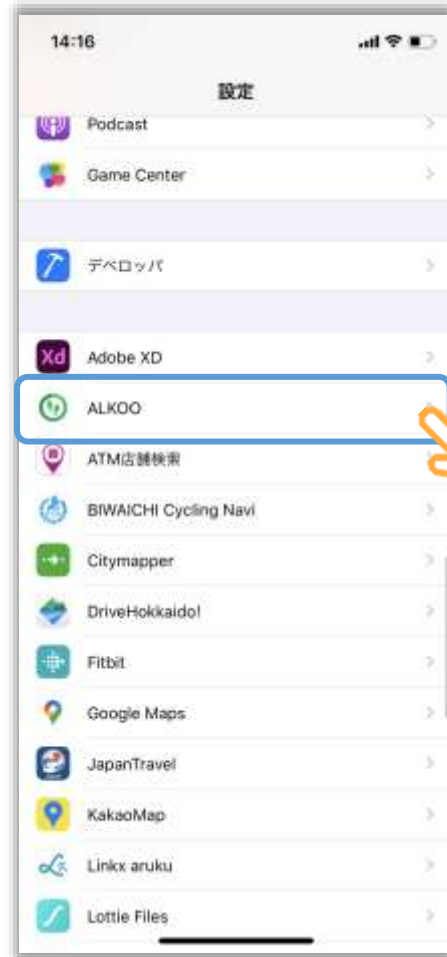 14:16
設定
Podcast
Game Center
デベロッパ
Xd
Adobe XD
ALKOO
ATM店舗検索
BIWAICHI Cycling Navi
Citymapper
DriveHokkaido!
Fitbit
Google Maps
JapanTravel
KakaoMap
Linkx aruku
Lottie Files